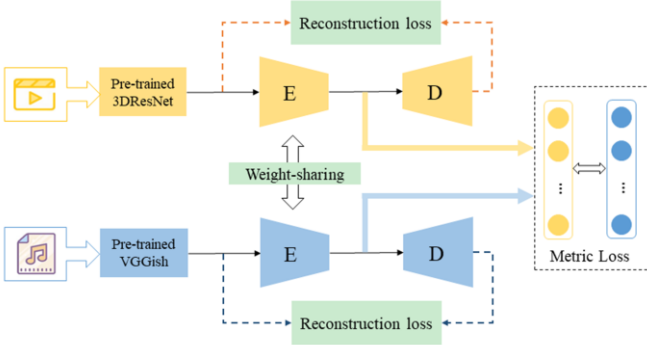 Reconstruction loss
Pre-trained
3DResNet
E
D
Weight-sharing
Pre-trained
VGGish
E
D
Reconstruction loss
...
...
Metric Loss